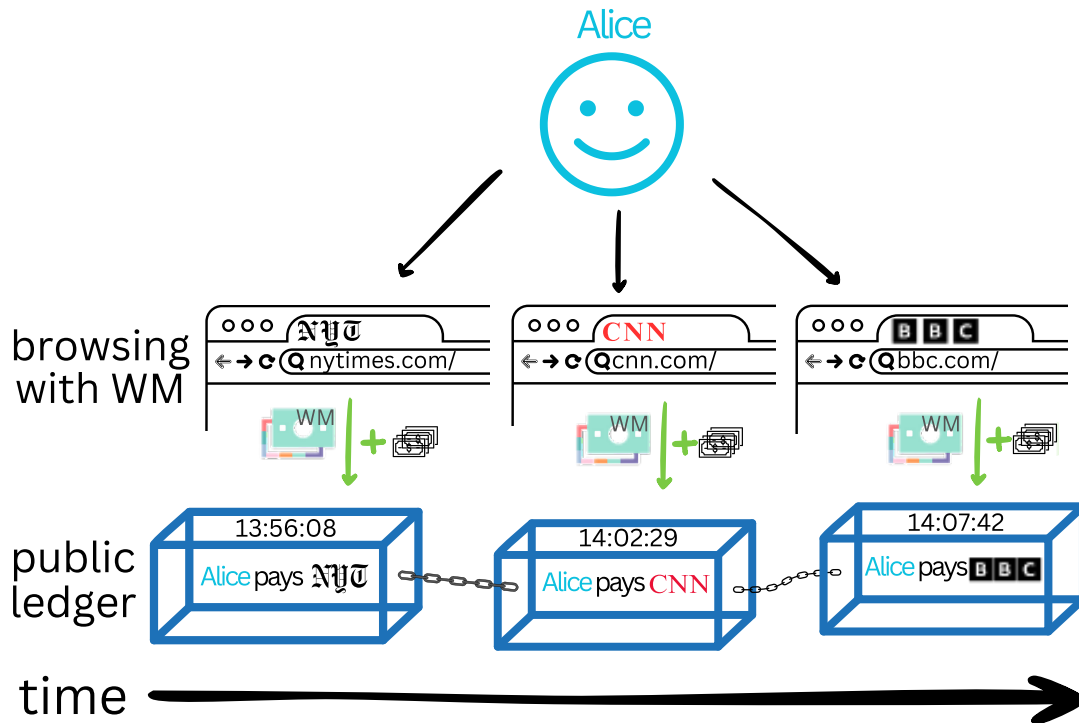 Alice
NYT
CNN
BBC
browsing
with WM
nytimes.com/
cnn.com/
bbc.com/
WM
WM
WM
public
ledger
13:56:08
Alice pays NYT
14:02:29
Alice pays CNN
14:07:42
Alice pays BBC
time